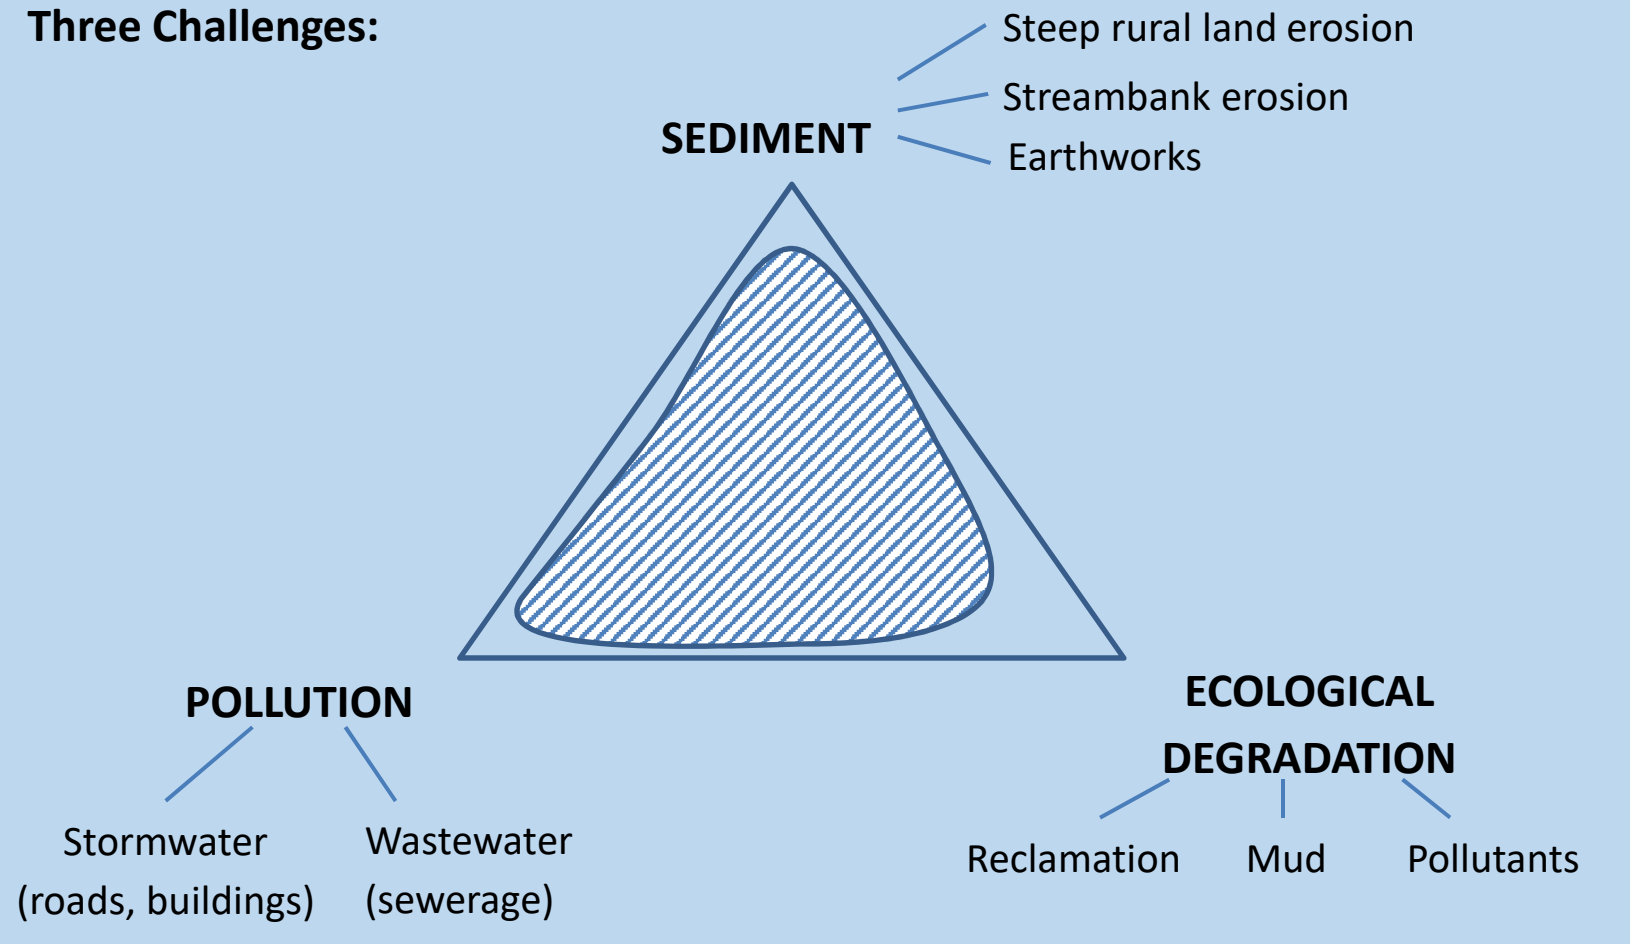 Three Challenges:
Steep rural land erosion
Streambank erosion
SEDIMENT
Earthworks
POLLUTION
Stormwater
(roads, buildings)
Wastewater
(sewerage)
ECOLOGICAL
DEGRADATION
Reclamation
Mud
Pollutants